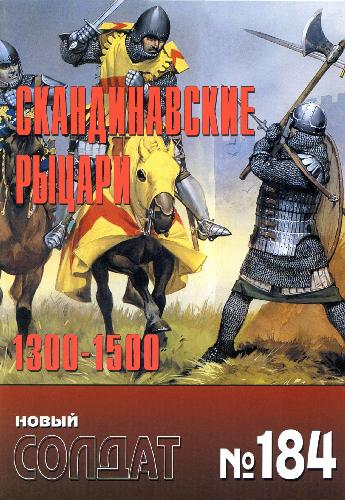 СКАНДИНАВСКИЕ
РЫЦАРИ
1300-1500
НОВЫЙ
СОЛДАТ
№184